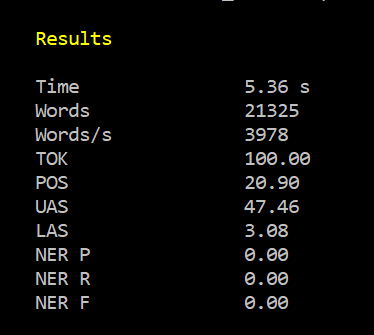 Results
Time 5.36 s
Words 21325
Words/s 3978
TOK 100.00
POS 20.90
UAS 47.46
LAS 3.08
NER P 0.00
NER R 0.00
NER F 0.00